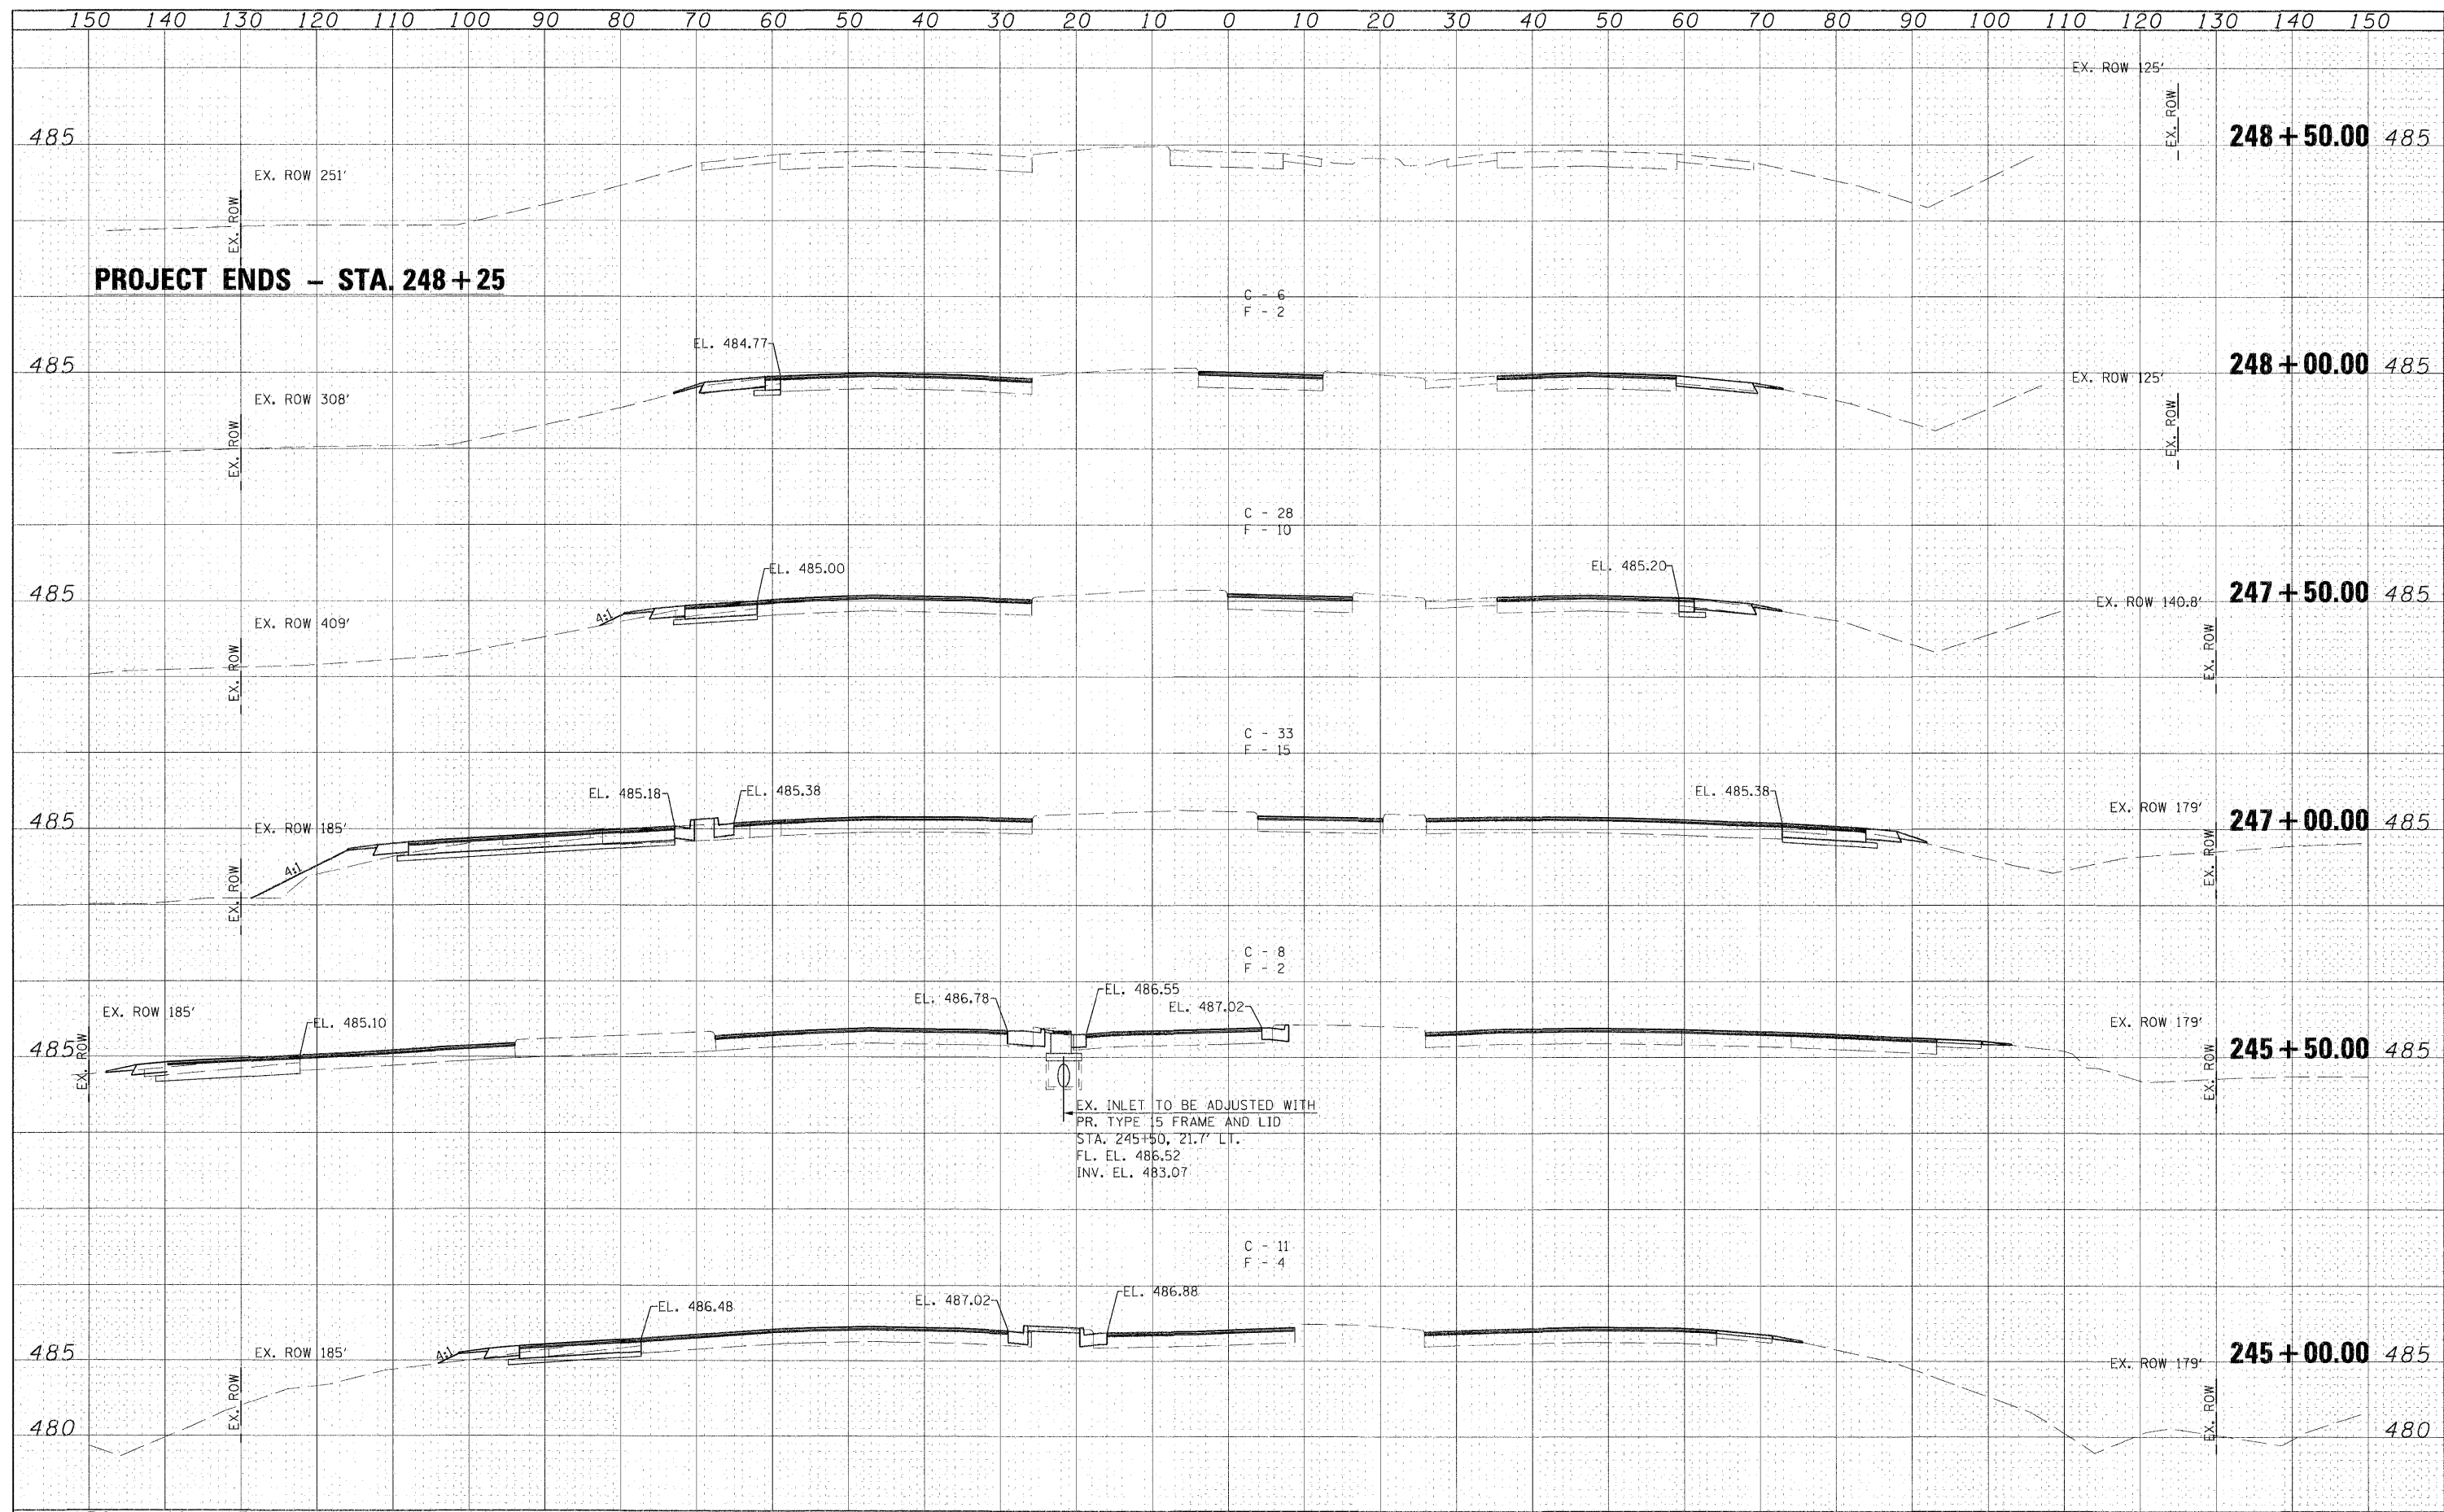 150 140 130 120 110 100 90 80 70 60 50 40 30 20 10 0 10 20 30 40 50 60 70 80 90 100 110 120 130 140 150
EX. ROW 125'
EX. ROW
485 248+50.00 485
EX. ROW 251'
EX. ROW
PROJECT ENDS - STA. 248+25
C - 6
F - 2
EL. 484.77
485 248+00.00 485
EX. ROW 125'
EX. ROW 308'
EX. ROW
EX. ROW
C - 28
F - 10
EL. 485.00
EL. 485.20
485 247+50.00 485
EX. ROW 140.8'
4:1
EX. ROW 409'
EX. ROW
EX. ROW
C - 33
F - 15
EL. 485.18
EL. 485.38
EL. 485.38
EX. ROW 179'
485 247+00.00 485
EX. ROW 185'
4:1
EX. ROW
EX. ROW
C - 8
F - 2
EL. 486.78
EL. 486.55
EL. 487.02
EX. ROW 185'
EL. 485.10
EX. ROW 179'
485 245+50.00 485
EX. ROW
EX. ROW
EX. INLET TO BE ADJUSTED WITH
PR. TYPE 15 FRAME AND LID
STA. 245+50, 21.7' LT.
FL. EL. 486.52
INV. EL. 483.07
C - 11
F - 4
EL. 486.48
EL. 487.02
EL. 486.88
4:1
EX. ROW 185'
485 245+00.00 485
EX. ROW 179'
EX. ROW
EX. ROW
480 480